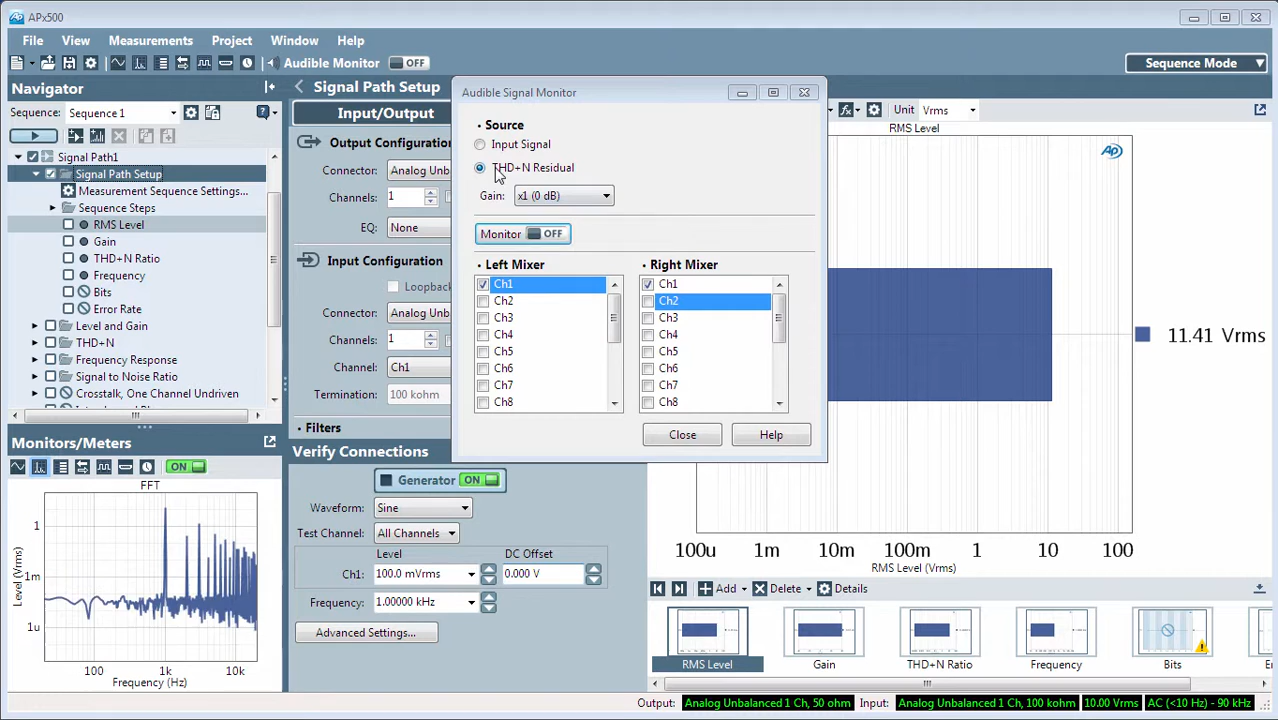 APx500
File View Measurements Project Window Help
Audible Monitor OFF
Sequence Mode
Navigator
Sequence: Sequence 1
Signal Path1
Signal Path Setup
Measurement Sequence Settings...
Sequence Steps
RMS Level
Gain
THD+N Ratio
Frequency
Bits
Error Rate
Level and Gain
THD+N
Frequency Response
Signal to Noise Ratio
Crosstalk, One Channel Undriven
Monitors/Meters
ON
FFT
Level (Vrms)
1
1m
1u
100 1k 10k
Frequency (Hz)
Signal Path Setup
Input/Output
Output Configuration
Connector: Analog Unb
Channels: 1
EQ: None
Input Configuration
Loopback
Connector: Analog Unb
Channels: 1
Channel: Ch1
Termination: 100 kohm
Filters
Verify Connections
Generator ON
Waveform: Sine
Test Channel: All Channels
Level DC Offset
Ch1: 100.0 mVrms 0.000 V
Frequency: 1.00000 kHz
Advanced Settings...
Audible Signal Monitor
Source
Input Signal
THD+N Residual
Gain: x1 (0 dB)
Monitor OFF
Left Mixer
Ch1
Ch2
Ch3
Ch4
Ch5
Ch6
Ch7
Ch8
Right Mixer
Ch1
Ch2
Ch3
Ch4
Ch5
Ch6
Ch7
Ch8
Close Help
fx Unit Vrms
RMS Level
Ap
11.41 Vrms
100u 1m 10m 100m 1 10 100
RMS Level (Vrms)
Add Delete Details
RMS Level Gain THD+N Ratio Frequency Bits
Output: Analog Unbalanced 1 Ch, 50 ohm Input: Analog Unbalanced 1 Ch, 100 kohm 10.00 Vrms AC (<10 Hz) - 90 kHz